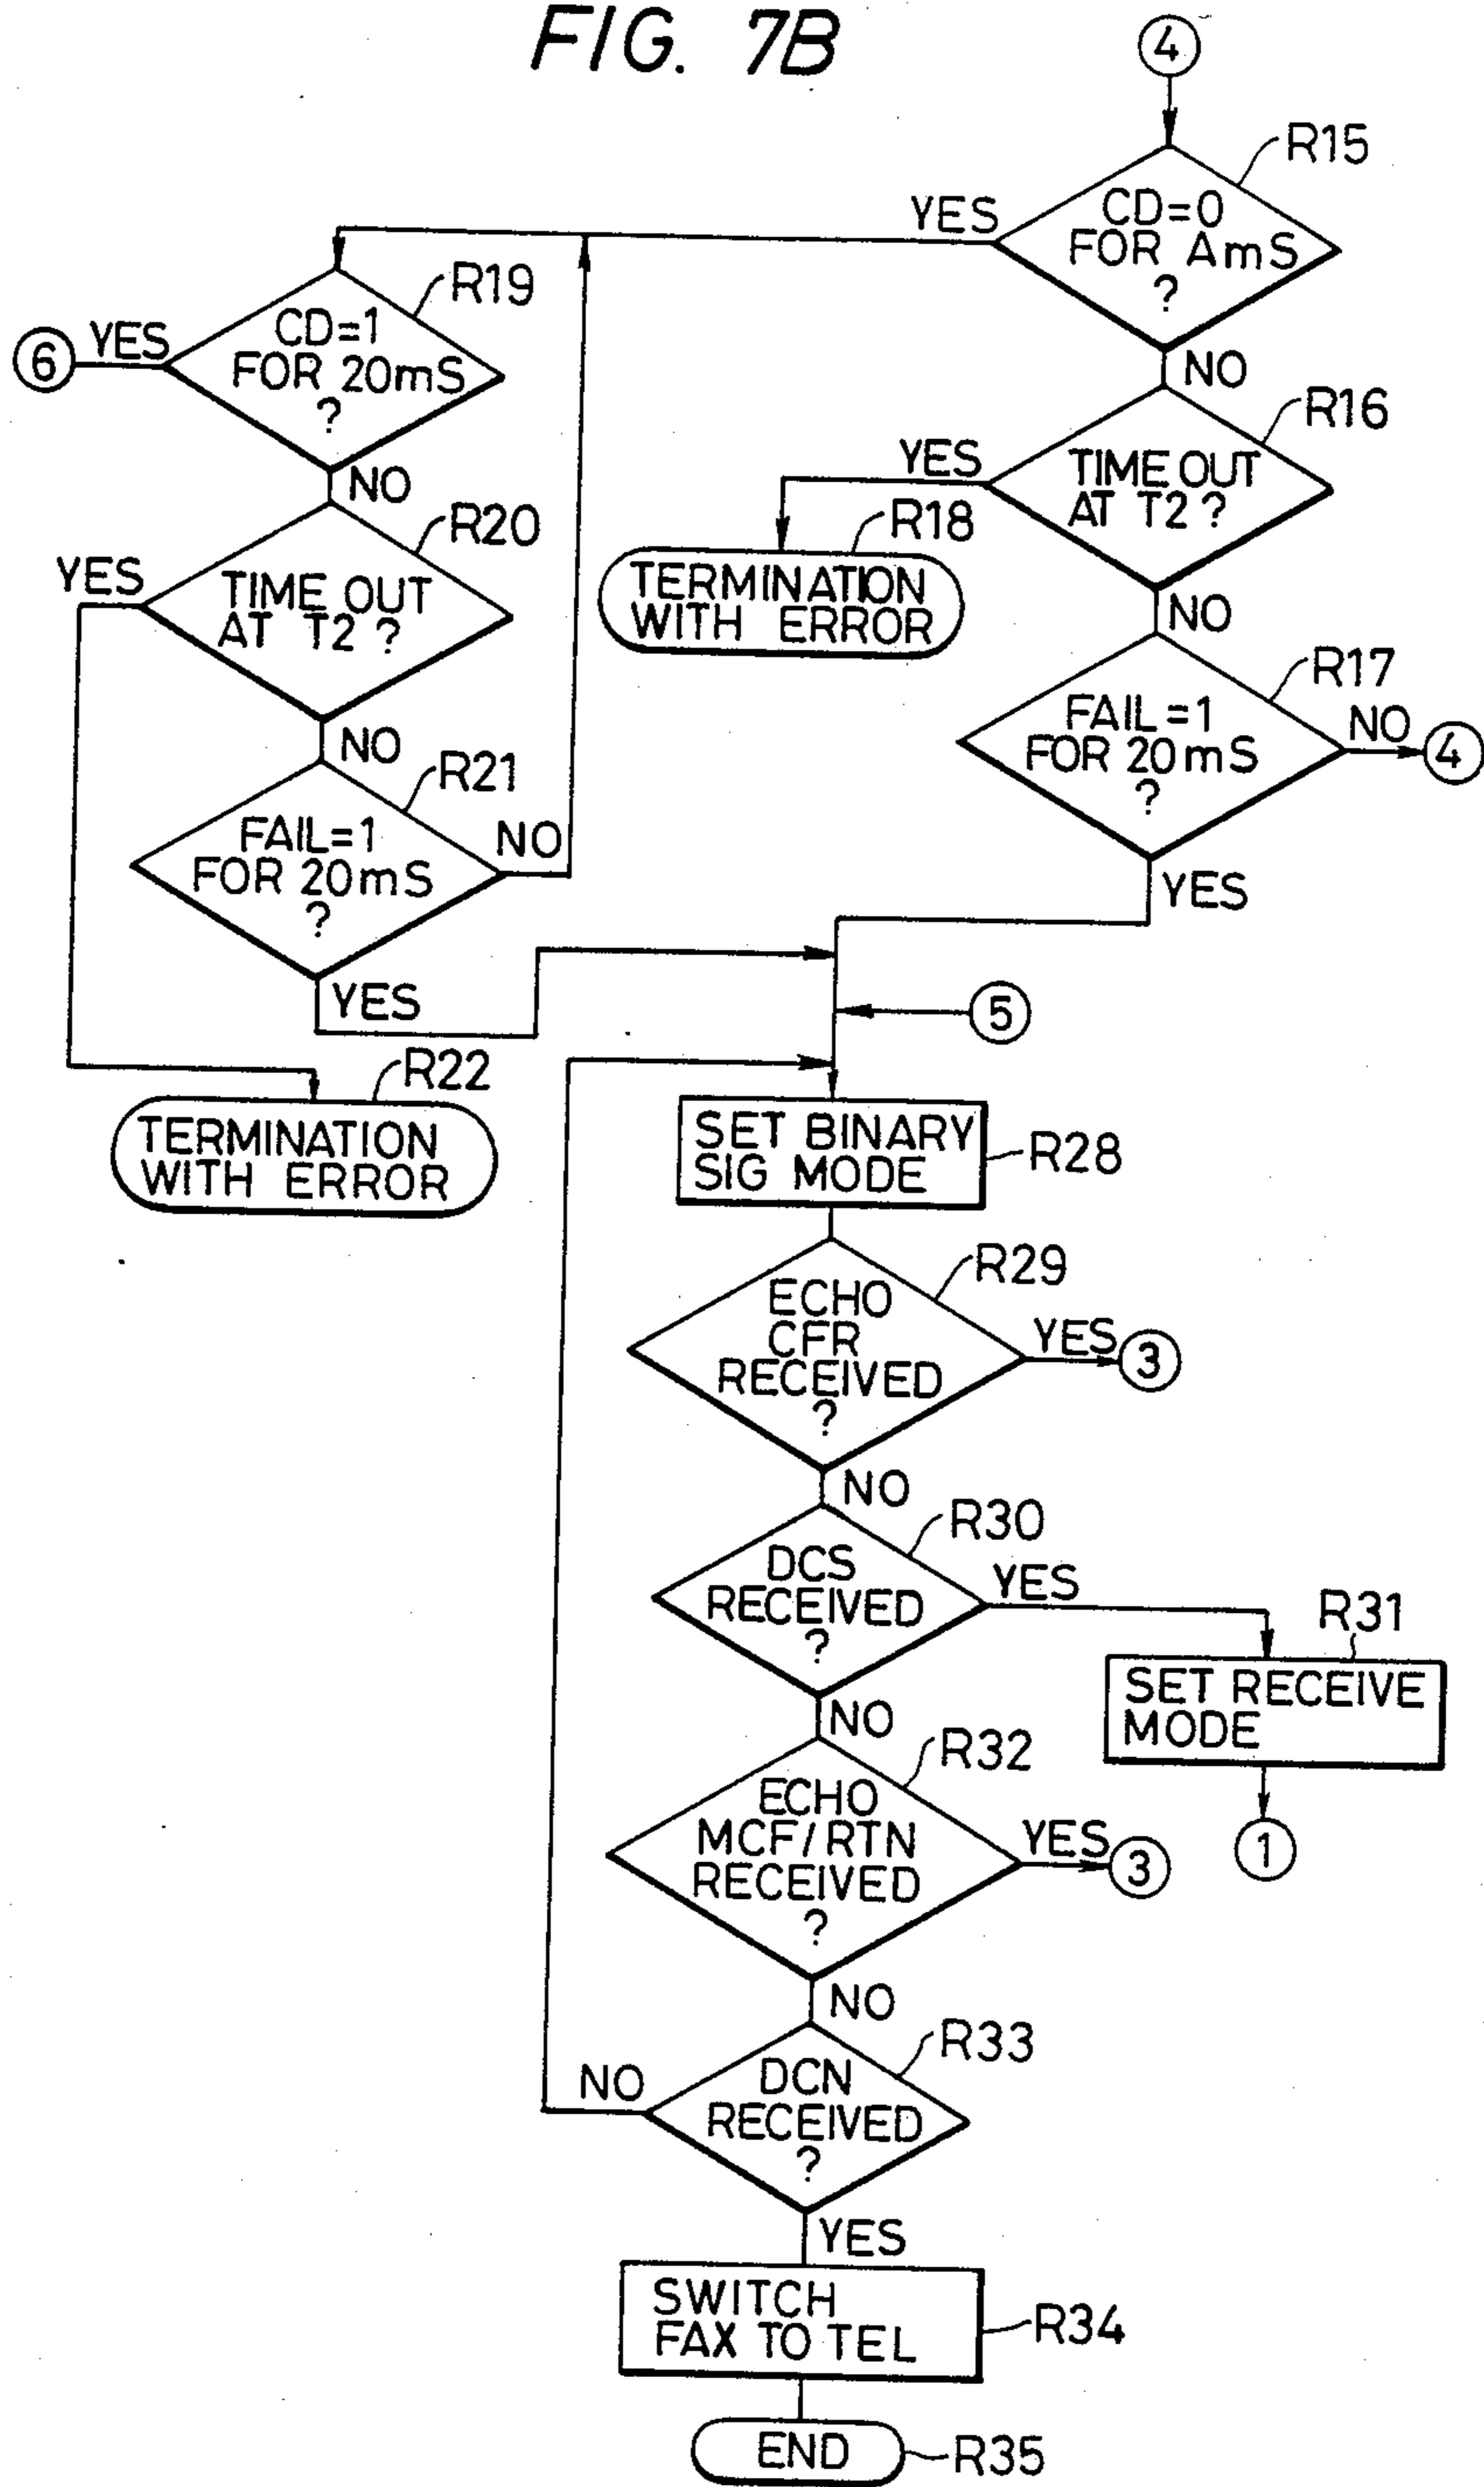 FIG. 7B
4
R15
CD=0
FOR AmS
?
YES
NO
R19
CD=1
FOR 20mS
?
YES
6
NO
R16
TIME OUT
AT T2 ?
YES
NO
R18
TERMINATION
WITH ERROR
R20
TIME OUT
AT T2 ?
YES
NO
R17
FAIL=1
FOR 20mS
?
NO
4
YES
R21
FAIL=1
FOR 20mS
?
NO
YES
5
R22
TERMINATION
WITH ERROR
SET BINARY
SIG MODE
R28
R29
ECHO
CFR
RECEIVED
?
YES
3
NO
R30
DCS
RECEIVED
?
YES
NO
R31
SET RECEIVE
MODE
1
R32
ECHO
MCF/RTN
RECEIVED
?
YES
3
NO
R33
DCN
RECEIVED
?
NO
YES
SWITCH
FAX TO TEL
R34
END
R35